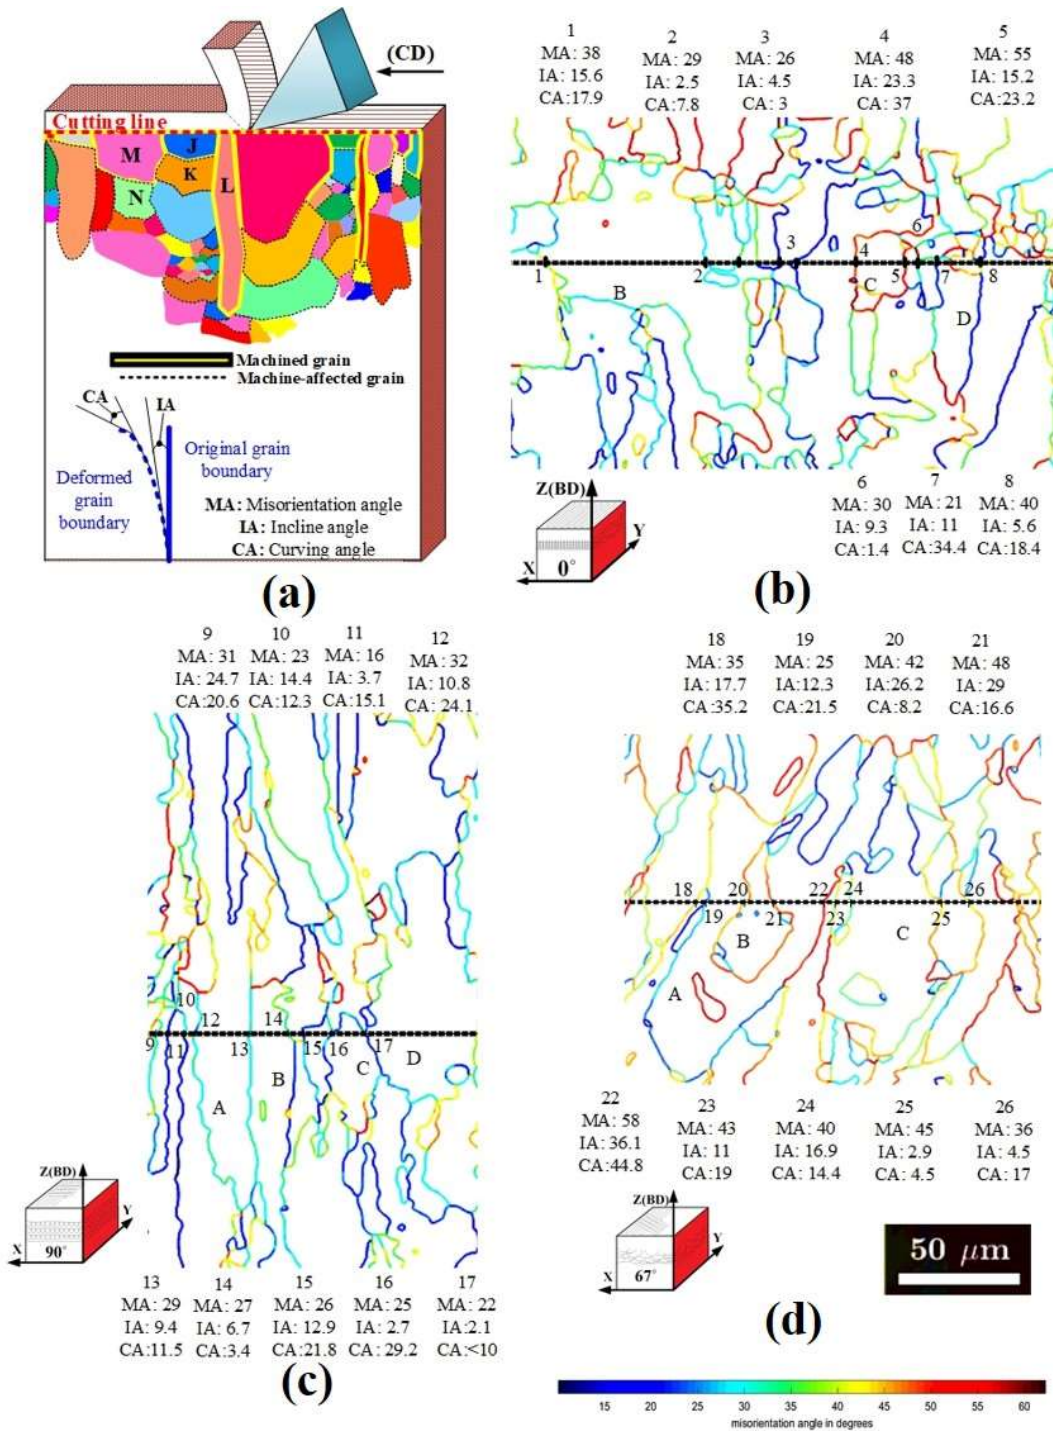 (CD)
Cutting line
M
J
K
N
L
Machined grain
Machine-affected grain
CA
IA
Original grain
boundary
Deformed
grain
boundary
MA: Misorientation angle
IA: Incline angle
CA: Curving angle
(a)
1
MA: 38
IA: 15.6
CA:17.9
2
MA: 29
IA: 2.5
CA: 7.8
3
MA: 26
IA: 4.5
CA: 3
4
MA: 48
IA: 23.3
CA: 37
5
MA: 55
IA: 15.2
CA: 23.2
1
2
3
4
5
6
7
8
B
C
D
6
MA: 30
IA: 9.3
CA:1.4
7
MA: 21
IA: 11
CA: 34.4
8
MA: 40
IA: 5.6
CA:18.4
Z(BD)
Y
X
0°
(b)
9
MA: 31
IA: 24.7
CA:20.6
10
MA: 23
IA: 14.4
CA:12.3
11
MA: 16
IA: 3.7
CA:15.1
12
MA: 32
IA: 10.8
CA: 24.1
9
10
11
12
13
14
15
16
17
A
B
C
D
Z(BD)
Y
X
90°
13
MA: 29
IA: 9.4
CA:11.5
14
MA: 27
IA: 6.7
CA: 3.4
15
MA: 26
IA: 12.9
CA: 21.8
16
MA: 25
IA: 2.7
CA: 29.2
17
MA: 22
IA:2.1
CA:<10
(c)
18
MA: 35
IA: 17.7
CA:35.2
19
MA: 25
IA:12.3
CA:21.5
20
MA: 42
IA:26.2
CA: 8.2
21
MA: 48
IA: 29
CA:16.6
18
19
20
21
22
23
24
25
26
A
B
C
22
MA: 58
IA: 36.1
CA: 44.8
23
MA: 43
IA: 11
CA: 19
24
MA: 40
IA: 16.9
CA: 14.4
25
MA: 45
IA: 2.9
CA: 4.5
26
MA: 36
IA: 4.5
CA: 17
Z(BD)
Y
X
67°
50 μm
(d)
15 20 25 30 35 40 45 50 55 60
misorientation angle in degrees